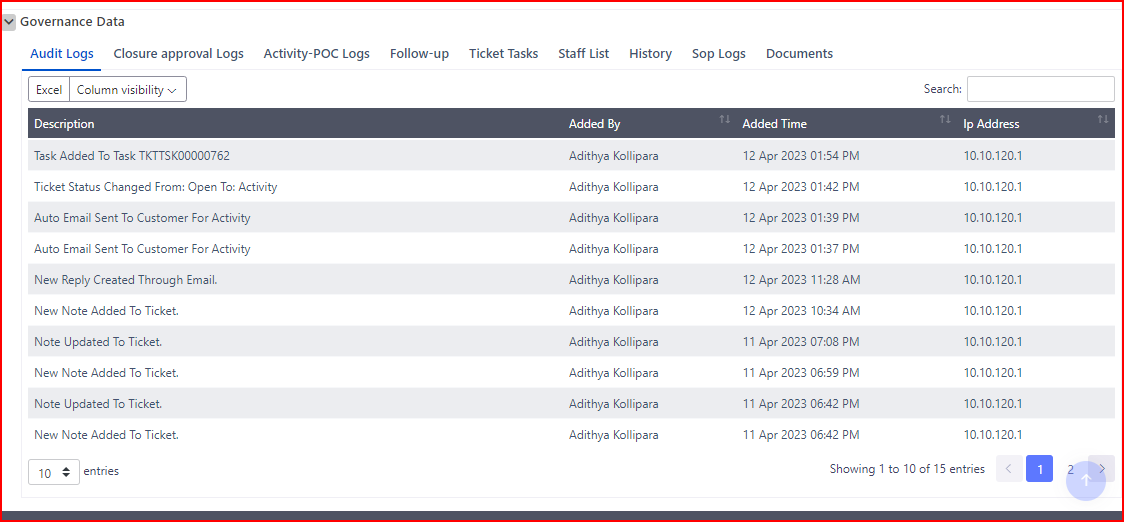 Governance Data
Audit Logs Closure approval Logs Activity-POC Logs Follow-up Ticket Tasks Staff List History Sop Logs Documents
Excel Column visibility Search:
Description Added By Added Time Ip Address
Task Added To Task TKTTSK00000762 Adithya Kollipara 12 Apr 2023 01:54 PM 10.10.120.1
Ticket Status Changed From: Open To: Activity Adithya Kollipara 12 Apr 2023 01:42 PM 10.10.120.1
Auto Email Sent To Customer For Activity Adithya Kollipara 12 Apr 2023 01:39 PM 10.10.120.1
Auto Email Sent To Customer For Activity Adithya Kollipara 12 Apr 2023 01:37 PM 10.10.120.1
New Reply Created Through Email. Adithya Kollipara 12 Apr 2023 11:28 AM 10.10.120.1
New Note Added To Ticket. Adithya Kollipara 12 Apr 2023 10:34 AM 10.10.120.1
Note Updated To Ticket. Adithya Kollipara 11 Apr 2023 07:08 PM 10.10.120.1
New Note Added To Ticket. Adithya Kollipara 11 Apr 2023 06:59 PM 10.10.120.1
Note Updated To Ticket. Adithya Kollipara 11 Apr 2023 06:42 PM 10.10.120.1
New Note Added To Ticket. Adithya Kollipara 11 Apr 2023 06:42 PM 10.10.120.1
10 entries Showing 1 to 10 of 15 entries 1 2